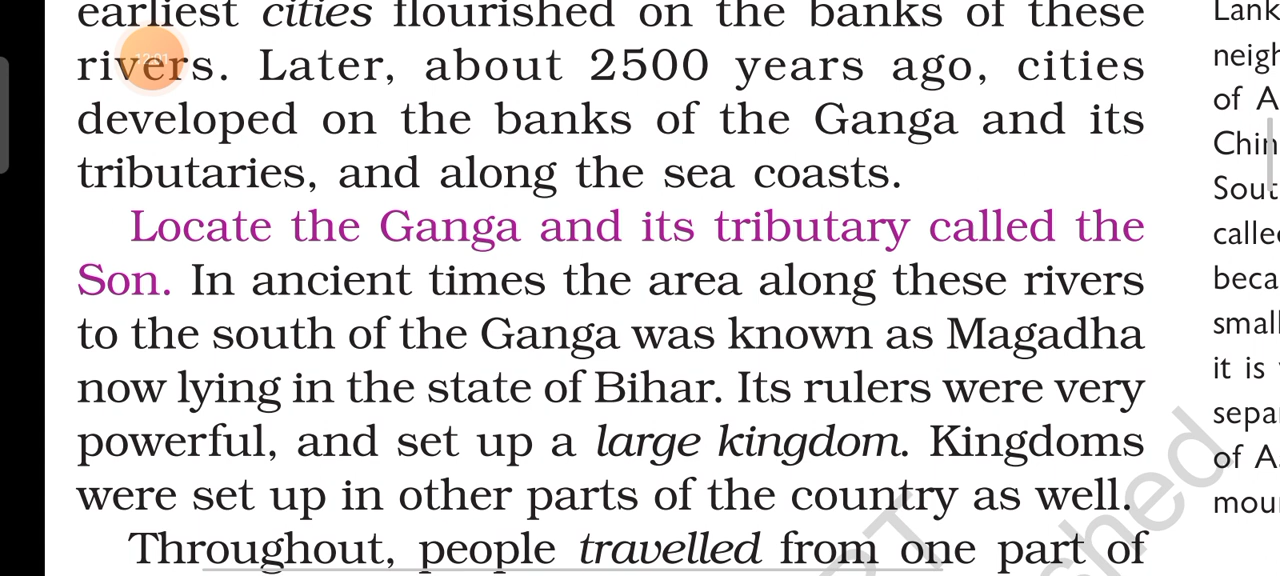 earliest cities flourished on the banks of these
rivers. Later, about 2500 years ago, cities
developed on the banks of the Ganga and its
tributaries, and along the sea coasts.
Locate the Ganga and its tributary called the
Son. In ancient times the area along these rivers
to the south of the Ganga was known as Magadha
now lying in the state of Bihar. Its rulers were very
powerful, and set up a large kingdom. Kingdoms
were set up in other parts of the country as well.
Throughout, people travelled from one part of
of A
it is
of A